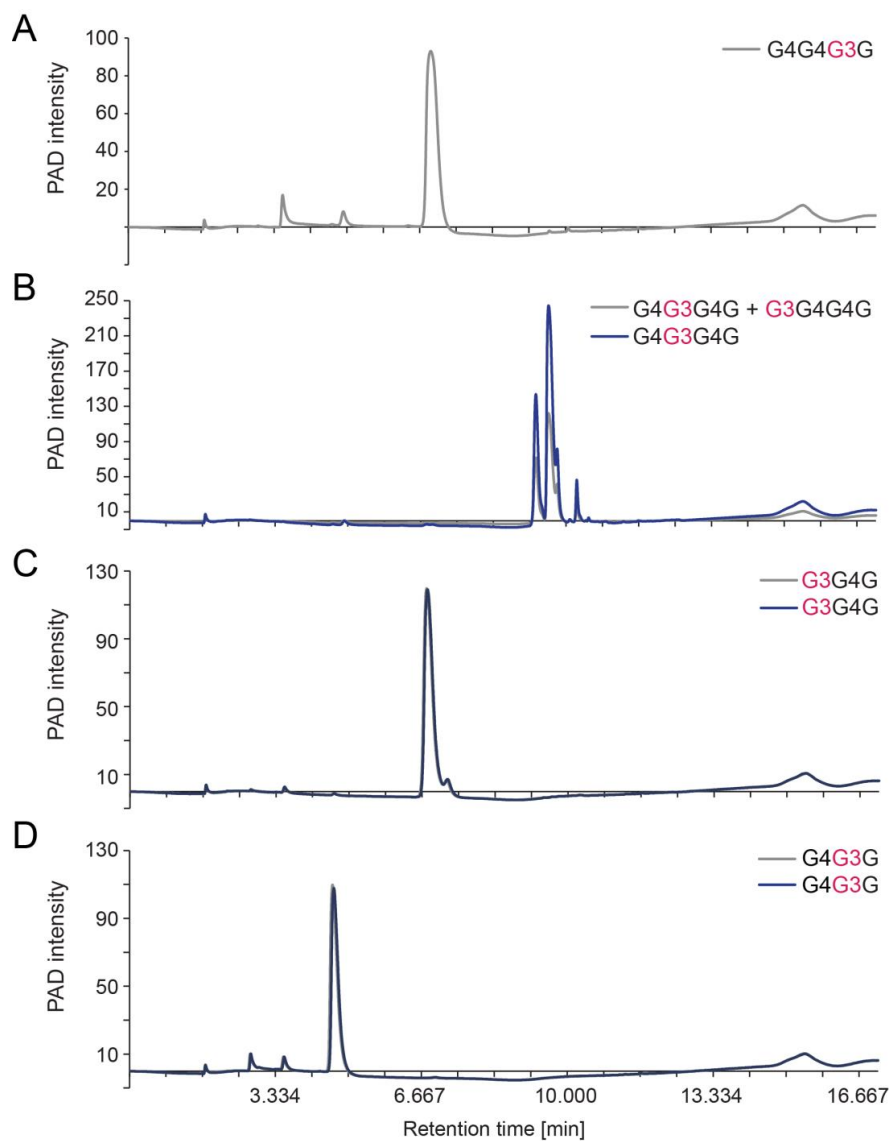 A
PAD intensity
100
80
60
40
20
G4G4G3G
B
PAD intensity
250
210
170
130
90
50
10
G4G3G4G + G3G4G4G
G4G3G4G
C
PAD intensity
130
90
50
10
G3G4G
G3G4G
D
PAD intensity
130
90
50
10
G4G3G
G4G3G
3.334 6.667 10.000 13.334 16.667
Retention time [min]